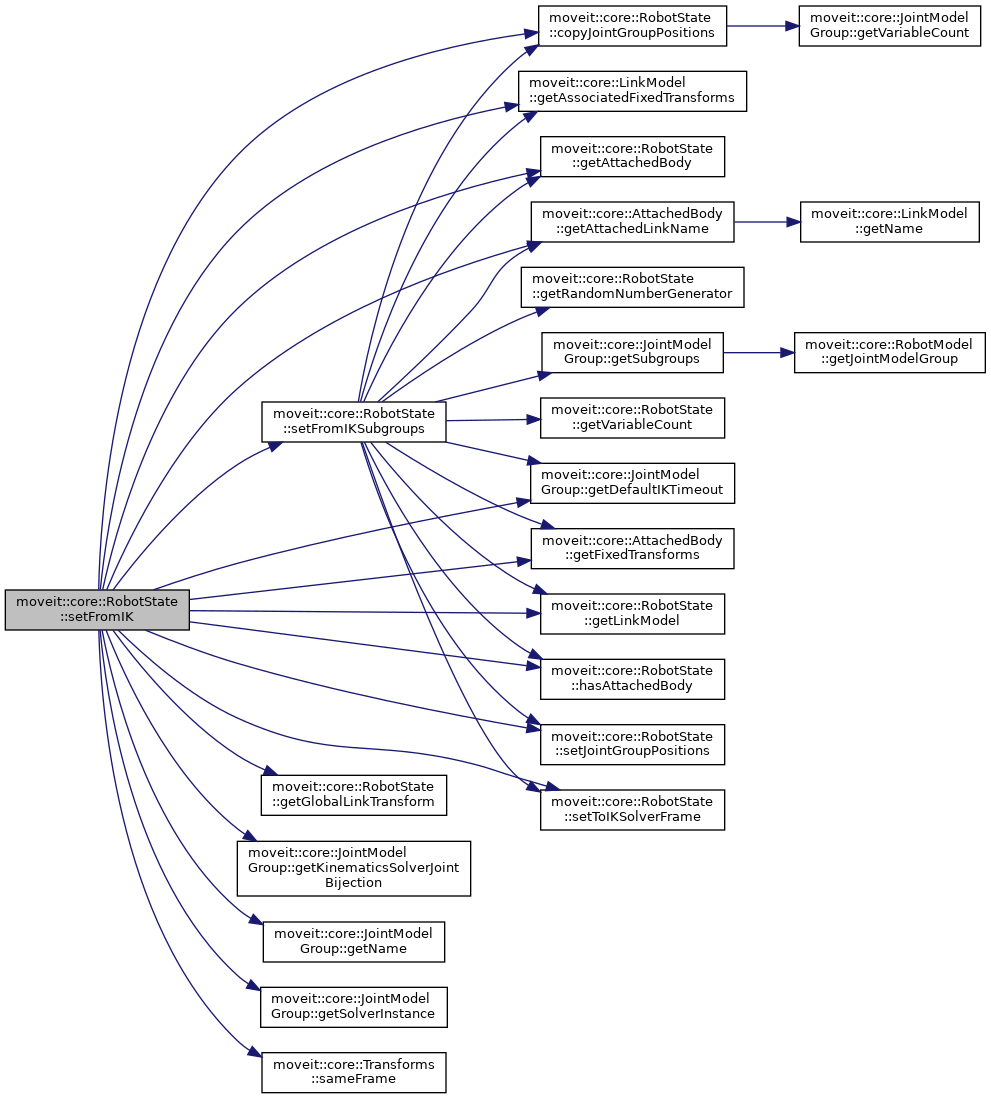 moveit::core::RobotState
::copyJointGroupPositions
moveit::core::JointModel
Group::getVariableCount
moveit::core::LinkModel
::getAssociatedFixedTransforms
moveit::core::RobotState
::getAttachedBody
moveit::core::AttachedBody
::getAttachedLinkName
moveit::core::LinkModel
::getName
moveit::core::RobotState
::getRandomNumberGenerator
moveit::core::JointModel
Group::getSubgroups
moveit::core::RobotModel
::getJointModelGroup
moveit::core::RobotState
::setFromIKSubgroups
moveit::core::RobotState
::getVariableCount
moveit::core::JointModel
Group::getDefaultIKTimeout
moveit::core::AttachedBody
::getFixedTransforms
moveit::core::RobotState
::setFromIK
moveit::core::RobotState
::getLinkModel
moveit::core::RobotState
::hasAttachedBody
moveit::core::RobotState
::setJointGroupPositions
moveit::core::RobotState
::getGlobalLinkTransform
moveit::core::RobotState
::setToIKSolverFrame
moveit::core::JointModel
Group::getKinematicsSolverJoint
Bijection
moveit::core::JointModel
Group::getName
moveit::core::JointModel
Group::getSolverInstance
moveit::core::Transforms
::sameFrame